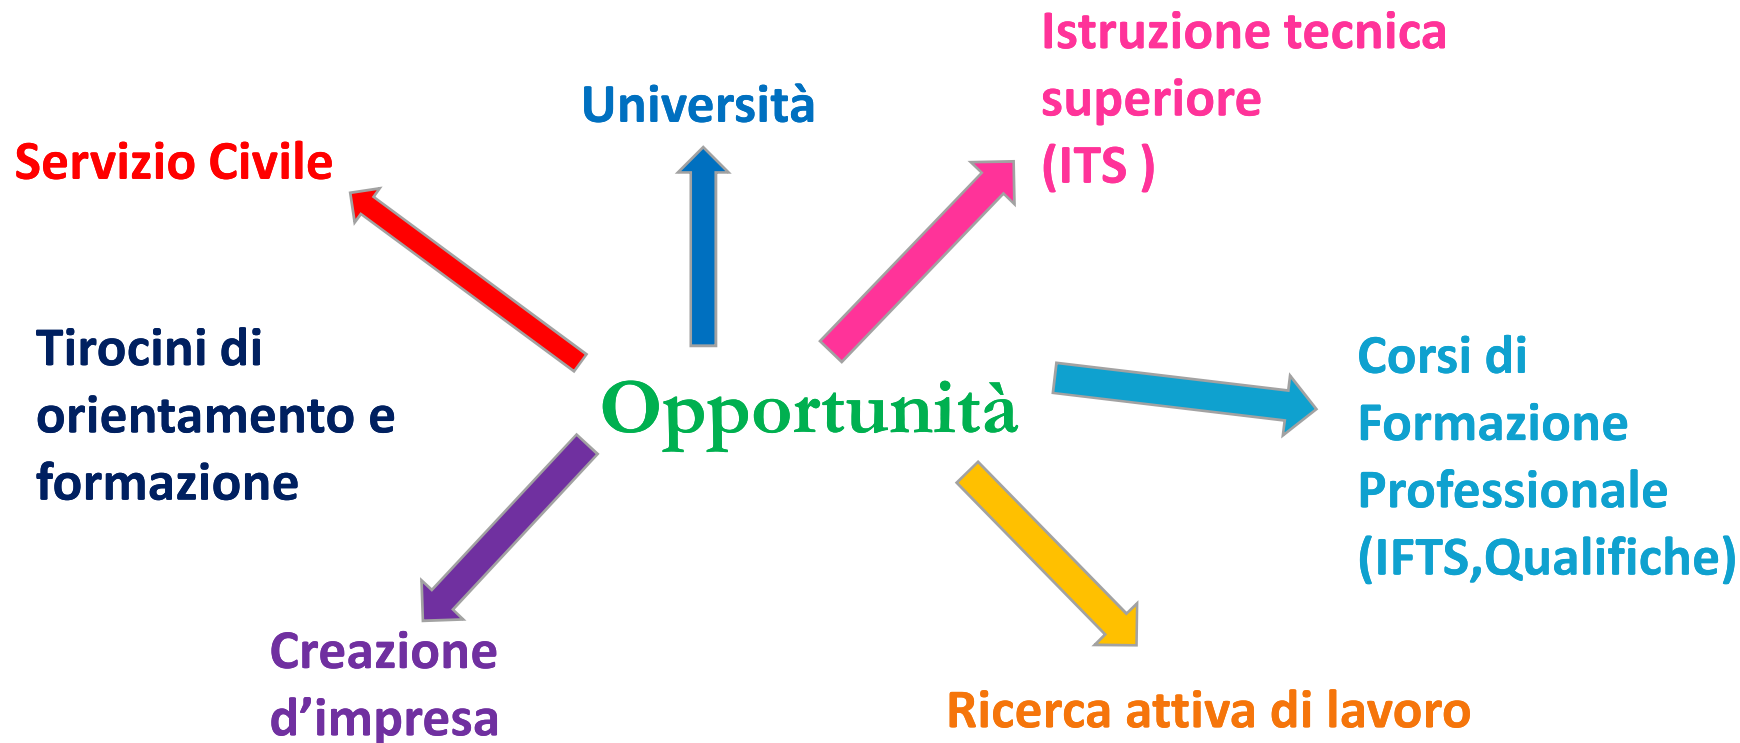 Istruzione tecnica
superiore
(ITS )
Università
Servizio Civile
Tirocini di
orientamento e
formazione
Opportunità
Corsi di
Formazione
Professionale
(IFTS,Qualifiche)
Creazione
d’impresa
Ricerca attiva di lavoro